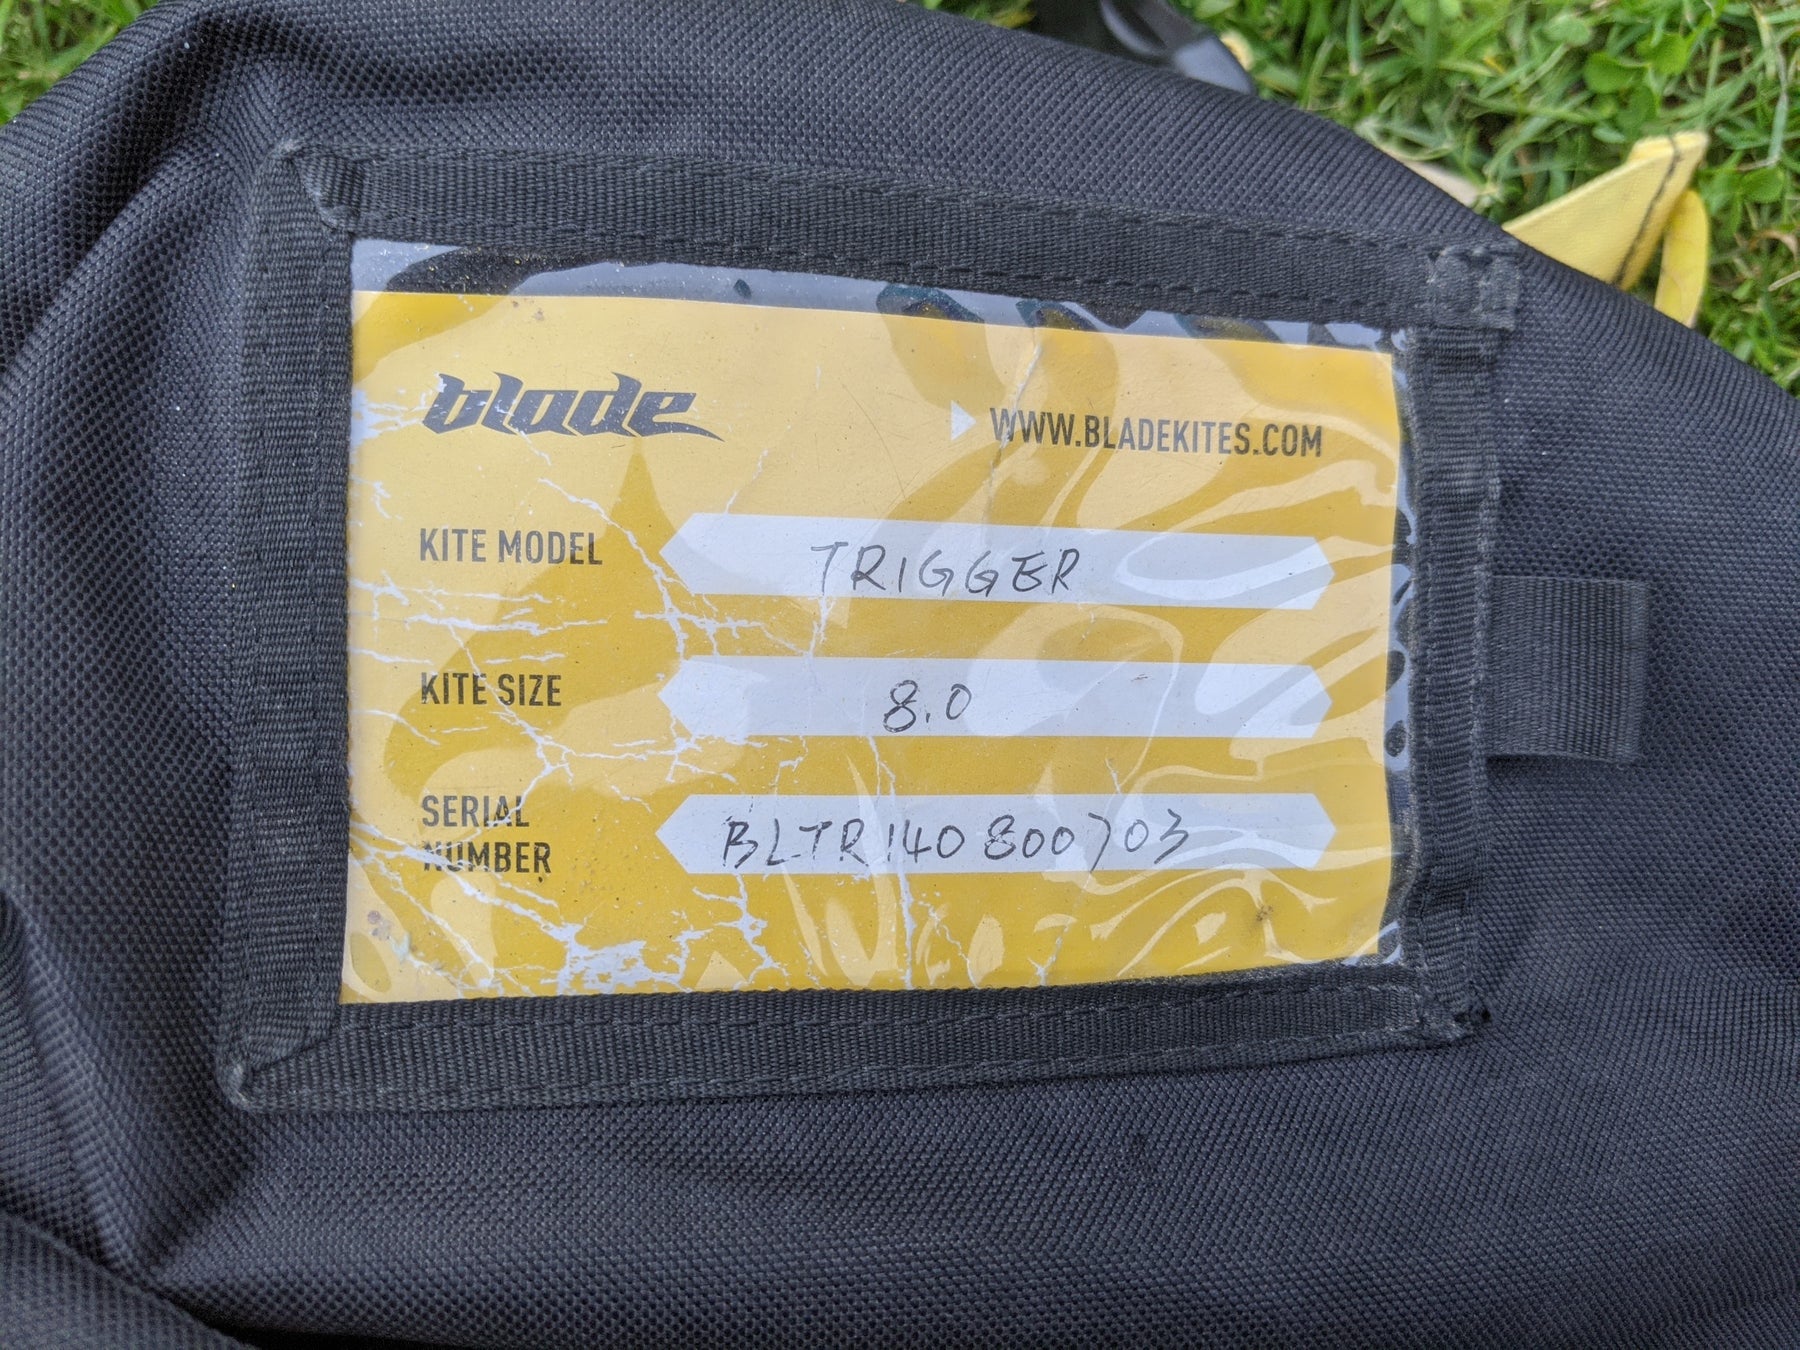 blade
WWW.BLADEKITES.COM
KITE MODEL TRIGGER
KITE SIZE 8.0
SERIAL
NUMBER BLTR140800703